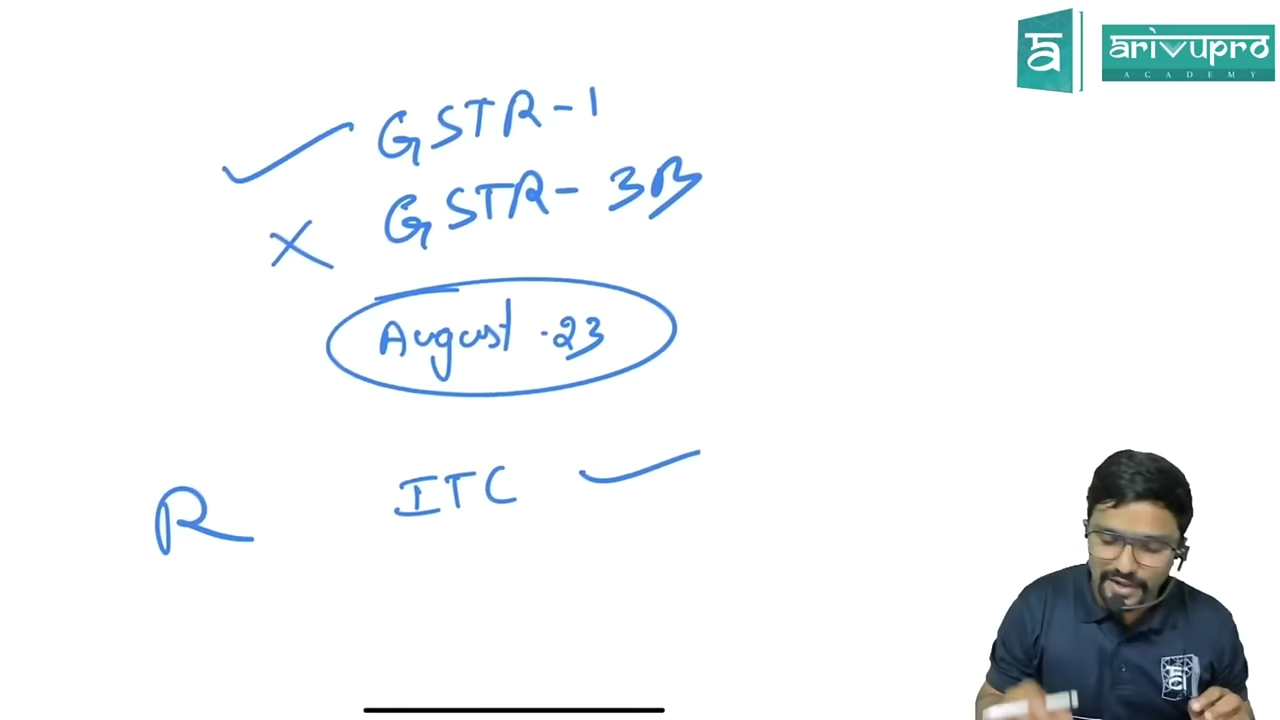 ā arivupro
ACADEMY
GSTR-1
GSTR-3B
August-23
R ITC